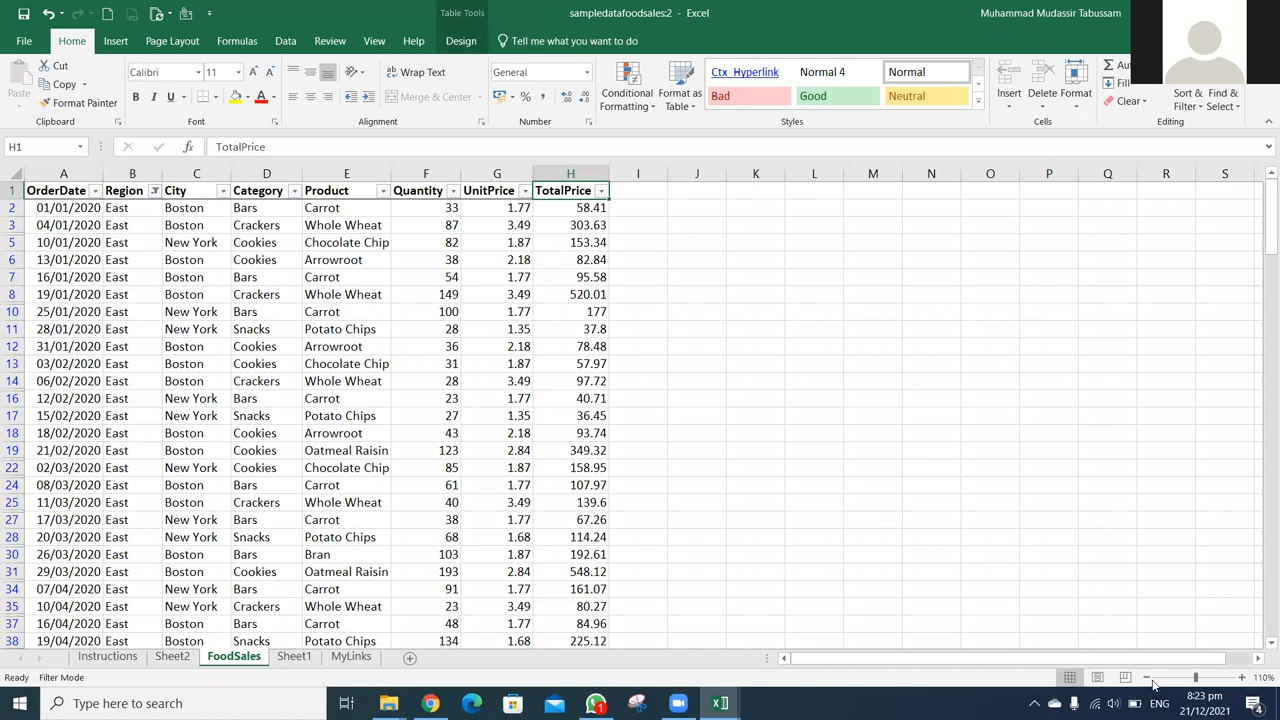 sampledatafoodsales:2 - Excel
Table Tools
Muhammad Mudassir Tabussam
File Home Insert Page Layout Formulas Data Review View Help Design Tell me what you want to do
Paste Cut Copy Format Painter Clipboard
Calibri 11 B I U A Font
Wrap Text Merge & Center Alignment
General % , Number
Conditional Formatting Format as Table
Ctx_Hyperlink Normal 4 Normal
Bad Good Neutral
Styles
Insert Delete Format Cells
Fill Clear Sort & Filter Find & Select Editing
H1 fx TotalPrice
A B C D E F G H I J K L M N O P Q R S
1 OrderDate Region City Category Product Quantity UnitPrice TotalPrice
2 01/01/2020 East Boston Bars Carrot 33 1.77 58.41
3 04/01/2020 East Boston Crackers Whole Wheat 87 3.49 303.63
5 10/01/2020 East New York Cookies Chocolate Chip 82 1.87 153.34
6 13/01/2020 East Boston Cookies Arrowroot 38 2.18 82.84
7 16/01/2020 East Boston Bars Carrot 54 1.77 95.58
8 19/01/2020 East Boston Crackers Whole Wheat 149 3.49 520.01
10 25/01/2020 East New York Bars Carrot 100 1.77 177
11 28/01/2020 East New York Snacks Potato Chips 28 1.35 37.8
12 31/01/2020 East Boston Cookies Arrowroot 36 2.18 78.48
13 03/02/2020 East Boston Cookies Chocolate Chip 31 1.87 57.97
14 06/02/2020 East Boston Crackers Whole Wheat 28 3.49 97.72
16 12/02/2020 East New York Bars Carrot 23 1.77 40.71
17 15/02/2020 East New York Snacks Potato Chips 27 1.35 36.45
18 18/02/2020 East Boston Cookies Arrowroot 43 2.18 93.74
19 21/02/2020 East Boston Cookies Oatmeal Raisin 123 2.84 349.32
22 02/03/2020 East New York Cookies Chocolate Chip 85 1.87 158.95
24 08/03/2020 East Boston Bars Carrot 61 1.77 107.97
25 11/03/2020 East Boston Crackers Whole Wheat 40 3.49 139.6
27 17/03/2020 East New York Bars Carrot 38 1.77 67.26
28 20/03/2020 East New York Snacks Potato Chips 68 1.68 114.24
30 26/03/2020 East Boston Bars Bran 103 1.87 192.61
31 29/03/2020 East Boston Cookies Oatmeal Raisin 193 2.84 548.12
34 07/04/2020 East New York Bars Carrot 91 1.77 161.07
35 10/04/2020 East New York Crackers Whole Wheat 23 3.49 80.27
37 16/04/2020 East Boston Bars Carrot 48 1.77 84.96
38 19/04/2020 East Boston Snacks Potato Chips 134 1.68 225.12
Instructions Sheet2 FoodSales Sheet1 MyLinks
Ready Filter Mode 110%
Type here to search 1 ENG 8:23 pm
21/12/2021 4